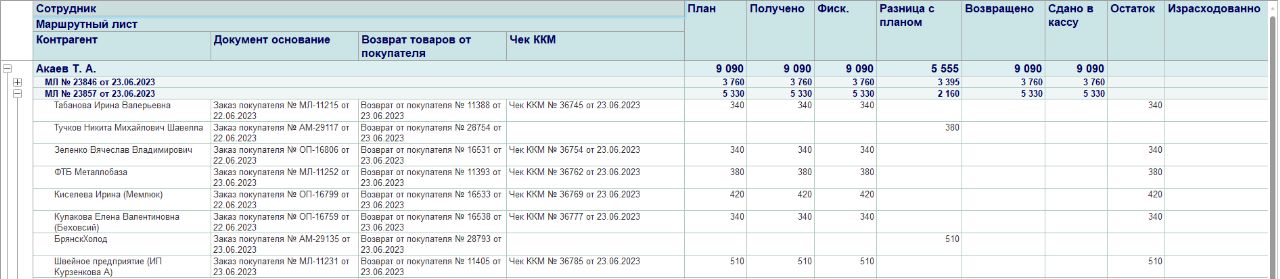 Сотрудник План Получено Фиск. Разница с планом Возвращено Сдано в кассу Остаток Израсходованно
Маршрутный лист
Контрагент Документ основание Возврат товаров от покупателя Чек ККМ
Акаев Т. А. 9 090 9 090 9 090 5 555 9 090 9 090
МЛ № 23846 от 23.06.2023 3 760 3 760 3 760 3 395 3 760 3 760
МЛ № 23857 от 23.06.2023 5 330 5 330 5 330 2 160 5 330 5 330
Табанова Ирина Валерьевна Заказ покупателя № МЛ-11215 от 22.06.2023 Возврат от покупателя № 11388 от 23.06.2023 Чек ККМ № 36745 от 23.06.2023 340 340 340 340
Тучков Никита Михайлович Шавелла Заказ покупателя № АМ-29117 от 22.06.2023 Возврат от покупателя № 28754 от 23.06.2023 380
Зеленко Вячеслав Владимирович Заказ покупателя № ОП-16806 от 22.06.2023 Возврат от покупателя № 16531 от 23.06.2023 Чек ККМ № 36754 от 23.06.2023 340 340 340 340
ФТБ Металлобаза Заказ покупателя № МЛ-11252 от 23.06.2023 Возврат от покупателя № 11393 от 23.06.2023 Чек ККМ № 36762 от 23.06.2023 380 380 380 380
Киселева Ирина (Мемлюк) Заказ покупателя № ОП-16799 от 22.06.2023 Возврат от покупателя № 16533 от 23.06.2023 Чек ККМ № 36769 от 23.06.2023 420 420 420 420
Кулакова Елена Валентиновна (Беховсий) Заказ покупателя № ОП-16759 от 22.06.2023 Возврат от покупателя № 16538 от 23.06.2023 Чек ККМ № 36777 от 23.06.2023 340 340 340 340
БрянскХолод Заказ покупателя № АМ-29135 от 23.06.2023 Возврат от покупателя № 28793 от 23.06.2023 510
Швейное предприятие (ИП Курзенкова А) Заказ покупателя № МЛ-11231 от 23.06.2023 Возврат от покупателя № 11405 от 23.06.2023 Чек ККМ № 36785 от 23.06.2023 510 510 510 510